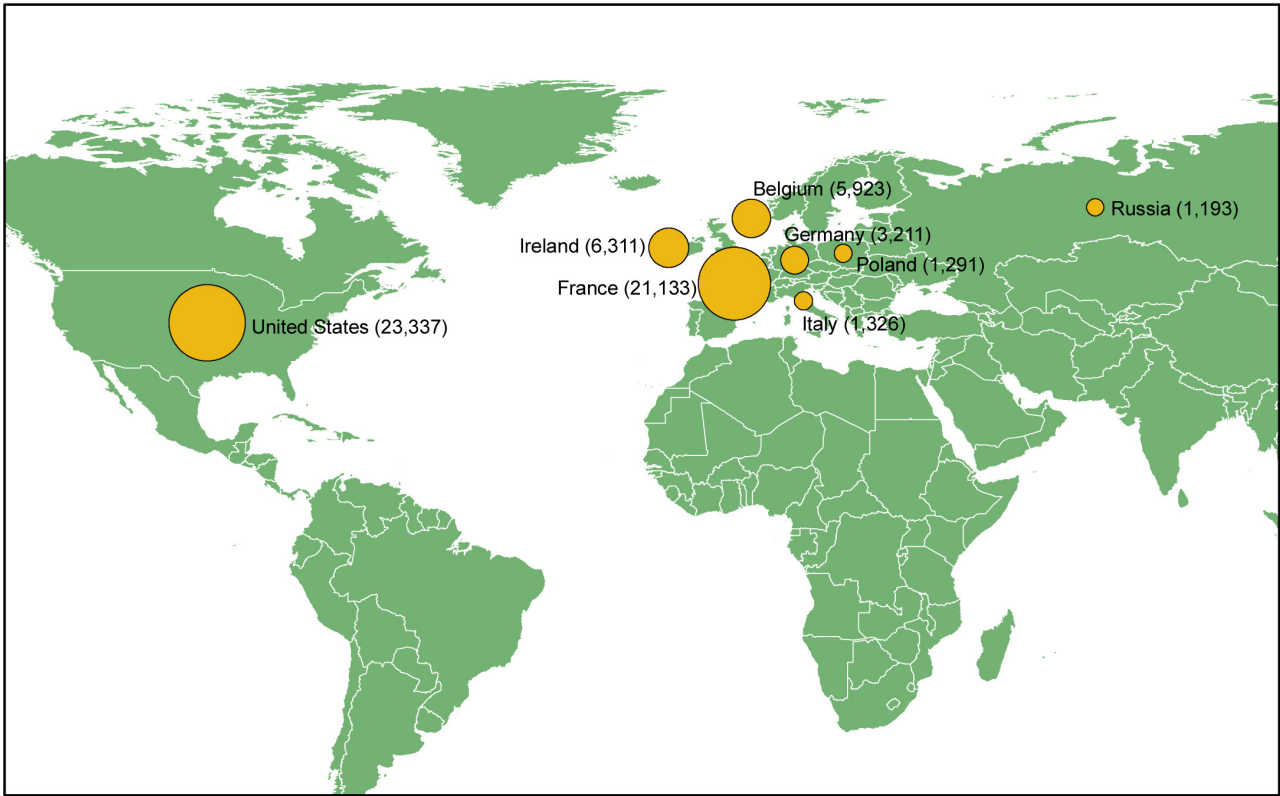 Belgium (5,923)
Russia (1,193)
Germany (3,211)
Ireland (6,311)
Poland (1,291)
France (21,133)
Italy (1,326)
United States (23,337)